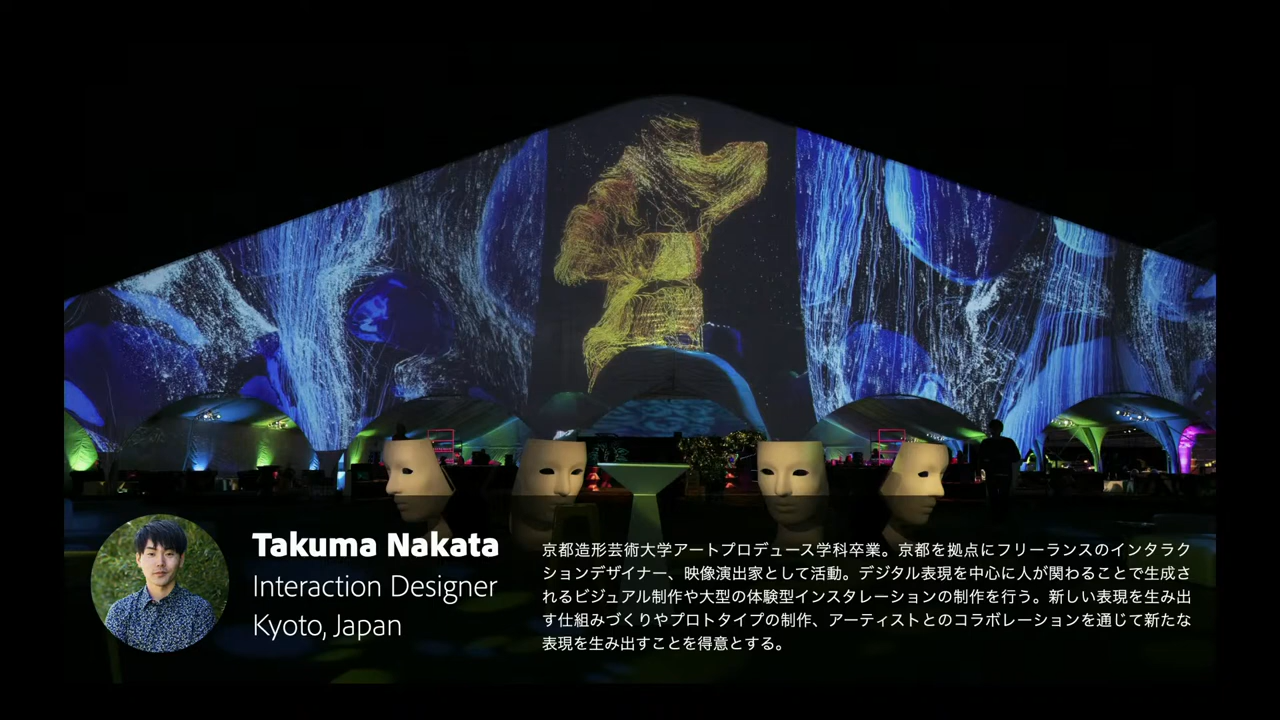 Takuma Nakata
Interaction Designer
Kyoto, Japan
京都造形芸術大学アートプロデュース学科卒業。京都を拠点にフリーランスのインタラク
ションデザイナー、映像演出家として活動。デジタル表現を中心に人が関わることで生成さ
れるビジュアル制作や大型の体験型インスタレーションの制作を行う。新しい表現を生み出
す仕組みづくりやプロトタイプの制作、アーティストとのコラボレーションを通じて新たな
表現を生み出すことを得意とする。